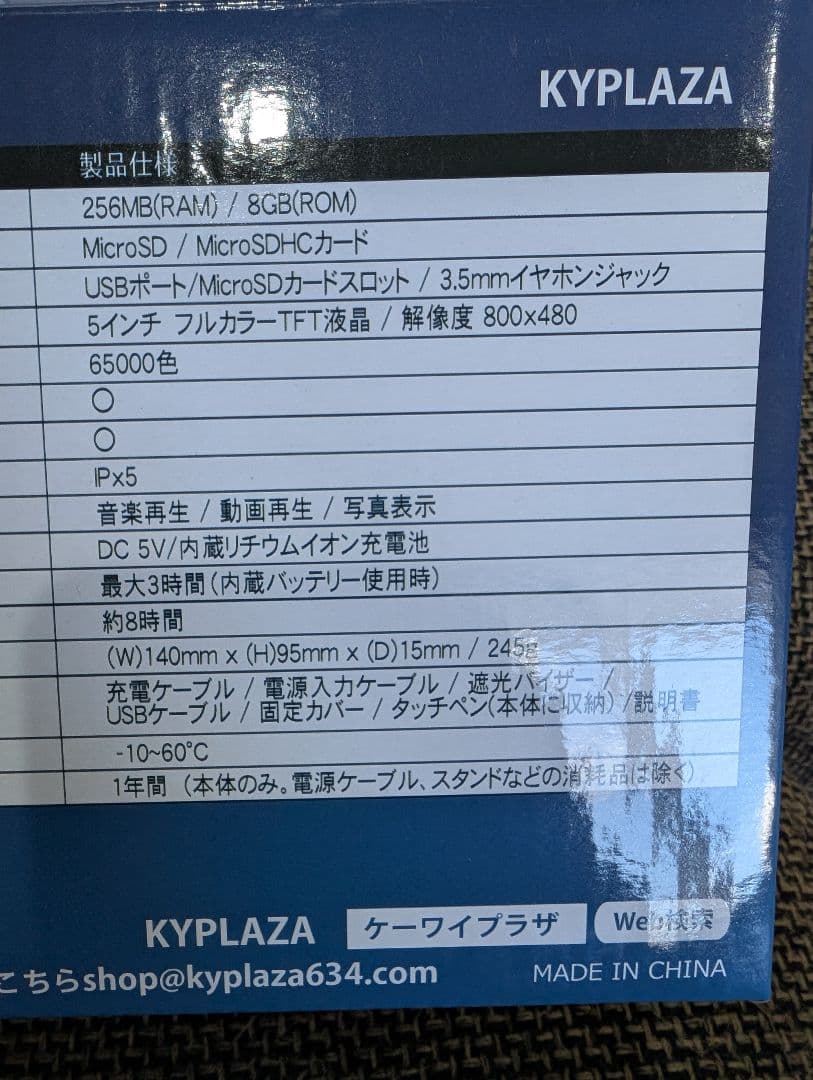 KYPLAZA
製品仕様
256MB(RAM) / 8GB(ROM)
MicroSD / MicroSDHCカード
USBポート/MicroSDカードスロット / 3.5mmイヤホンジャック
5インチ フルカラーTFT液晶 / 解像度 800x480
65000色
〇
〇
IPx5
音楽再生 / 動画再生 / 写真表示
DC 5V/内蔵リチウムイオン充電池
最大3時間(内蔵バッテリー使用時)
約8時間
(W)140mm x (H)95mm x (D)15mm / 245g
充電ケーブル / 電源入力ケーブル / 遮光バイザー /
USBケーブル / 固定カバー / タッチペン(本体に収納) /説明書
-10~60℃
1年間 (本体のみ。電源ケーブル、スタンドなどの消耗品は除く)
KYPLAZA ケーワイプラザ Web検索
こちらshop@kyplaza634.com MADE IN CHINA